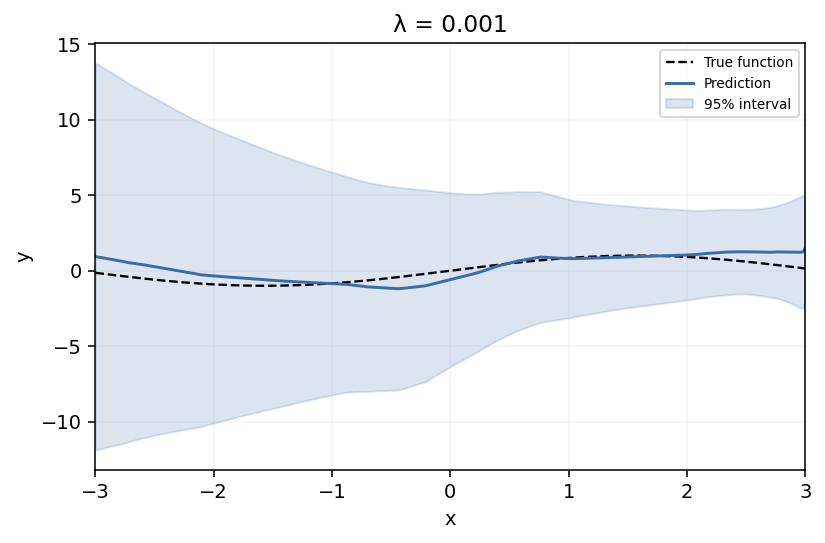 λ = 0.001
15
10
5
0
−5
−10
y
−3
−2
−1
0
1
2
3
x
True function
Prediction
95% interval